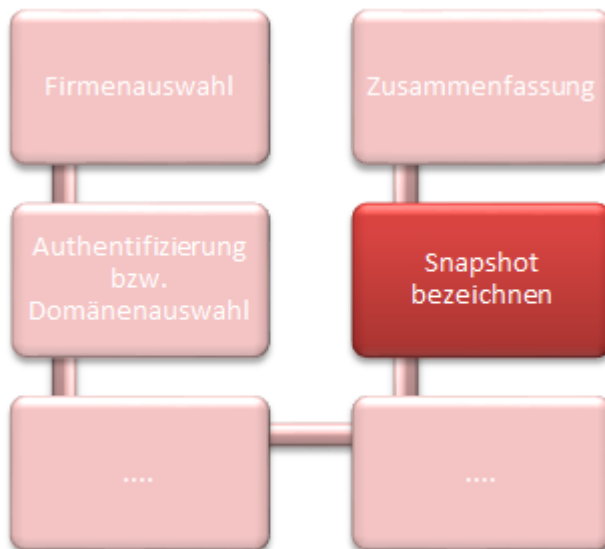 Firmenauswahl
Authentifizierung
bzw.
Domänenauswahl
....
....
Snapshot
bezeichnen
Zusammenfassung